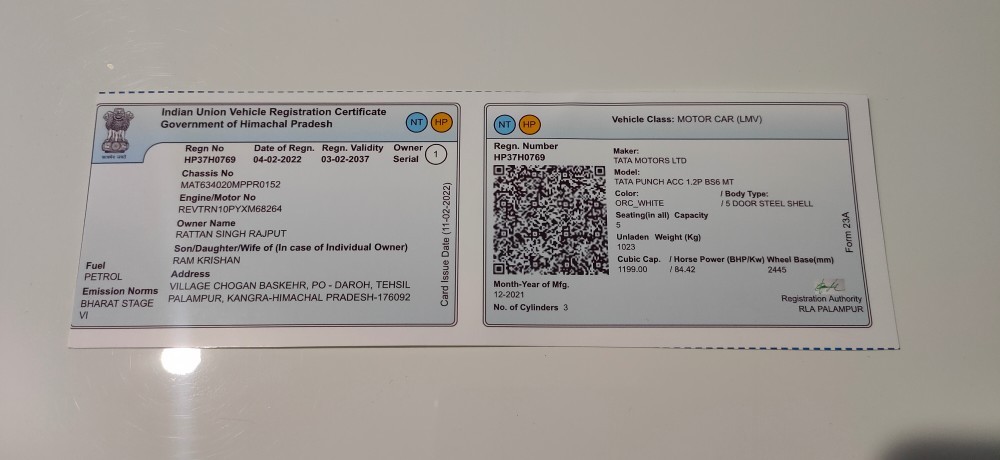 Indian Union Vehicle Registration Certificate
Government of Himachal Pradesh
NT HP
Regn No Date of Regn. Regn. Validity Owner Serial 1
HP37H0769 04-02-2022 03-02-2037
Chassis No
MAT634020MPPR0152
Engine/Motor No
REVTRN10PYXM68264
Owner Name
RATTAN SINGH RAJPUT
Son/Daughter/Wife of (In case of Individual Owner)
RAM KRISHAN
Address
VILLAGE CHOGAN BASKEHR, PO - DAROH, TEHSIL
PALAMPUR, KANGRA-HIMACHAL PRADESH-176092
Fuel
PETROL
Emission Norms
BHARAT STAGE
VI
Card Issue Date (11-02-2022)
NT HP
Vehicle Class: MOTOR CAR (LMV)
Regn. Number
HP37H0769
Month-Year of Mfg.
12-2021
No. of Cylinders 3
Maker:
TATA MOTORS LTD
Model:
TATA PUNCH ACC 1.2P BS6 MT
Color: / Body Type:
ORC_WHITE / 5 DOOR STEEL SHELL
Seating(in all) Capacity
5
Unladen Weight (Kg)
1023
Cubic Cap. / Horse Power (BHP/Kw) Wheel Base(mm)
1199.00 / 84.42 2445
Form 23A
Registration Authority
RLA PALAMPUR